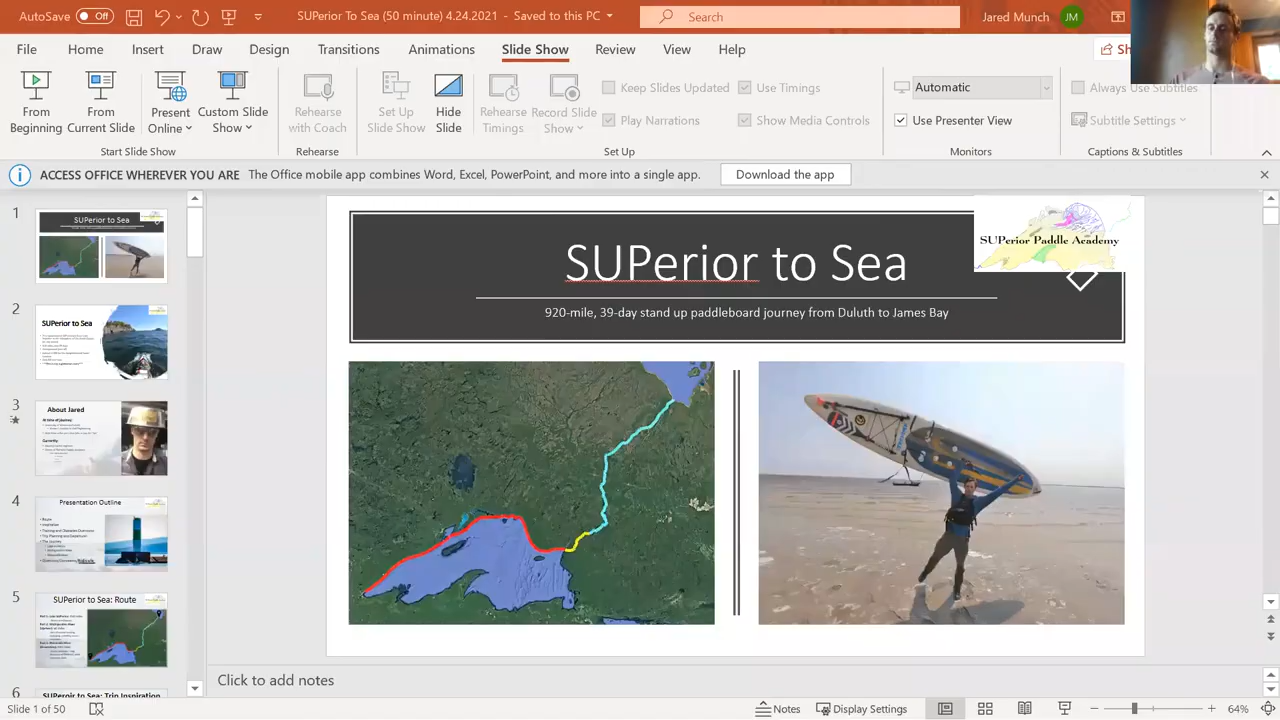 AutoSave Off SUPerior To Sea (50 minute) 4.24.2021 - Saved to this PC Search Jared Munch JM
File Home Insert Draw Design Transitions Animations Slide Show Review View Help Sh
From Beginning
From Current Slide
Present Online
Custom Slide Show
Rehearse with Coach
Set Up Slide Show
Hide Slide
Rehearse Timings
Record Slide Show
Keep Slides Updated
Play Narrations
Use Timings
Show Media Controls
Automatic
Use Presenter View
Always Use Subtitles
Subtitle Settings
Start Slide Show Rehearse Set Up Monitors Captions & Subtitles
ACCESS OFFICE WHEREVER YOU ARE The Office mobile app combines Word, Excel, PowerPoint, and more into a single app. Download the app
1
SUPerior to Sea
2
SUPerior to Sea
3
About Jared
Currently
4
Presentation Outline
5
SUPerior to Sea: Route
6
SUPerior to Sea: Trip Inspiration
SUPerior Paddle Academy
SUPerior to Sea
920-mile, 39-day stand up paddleboard journey from Duluth to James Bay
Click to add notes
Slide 1 of 50 Notes Display Settings 64%